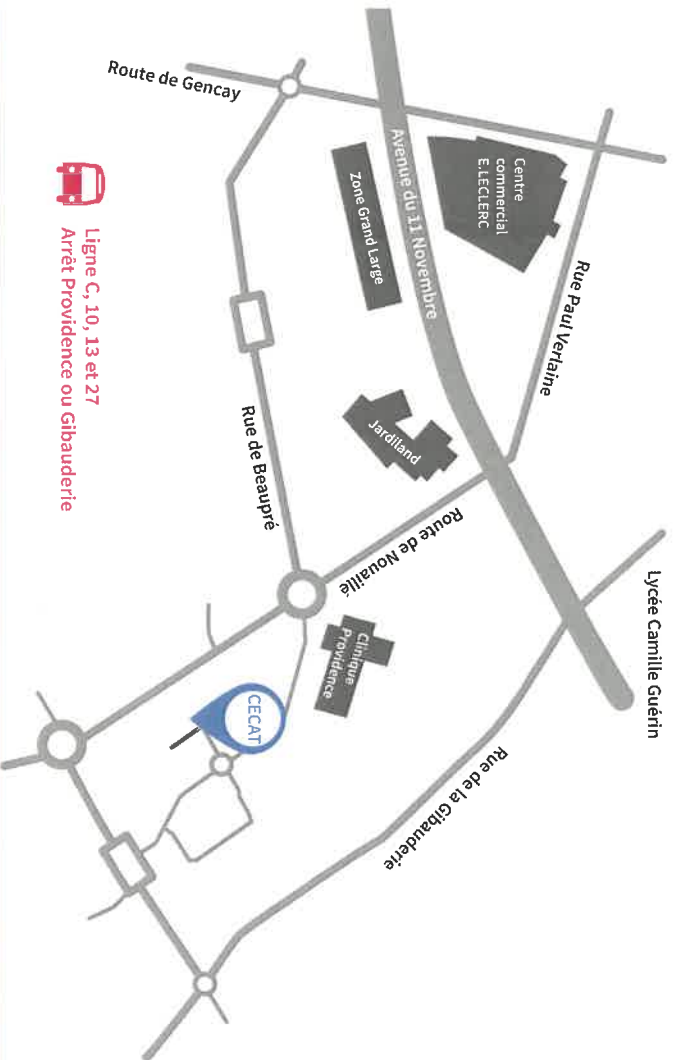 Lycée Camille Guérin
Rue Paul Verlaine
Centre
commercial
E.LECLERC
Avenue du 11 Novembre
Zone Grand Large
Jardiland
Route de Gencay
Route de Nouaillé
Rue de la Gibauderie
Clinique
Providence
Rue de Beaupré
CECAT
Ligne C, 10, 13 et 27
Arrêt Providence ou Gibauderie